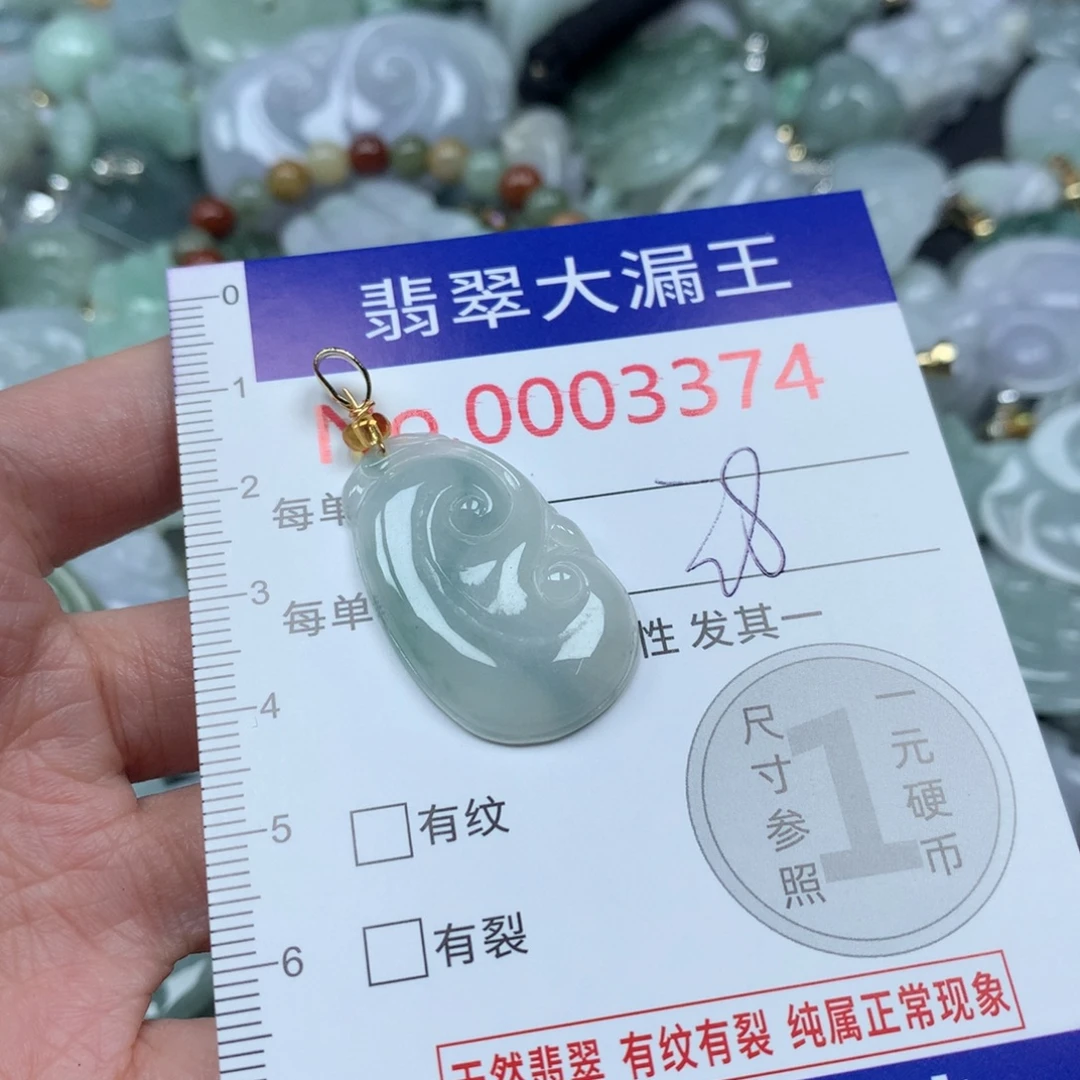 翡翠大漏王
No 0003374
每单
每单
性 发其一
0
1
2
3
4
5
6
尺寸参照
1
一元硬币
有纹
有裂
天然翡翠 有纹有裂 纯属正常现象